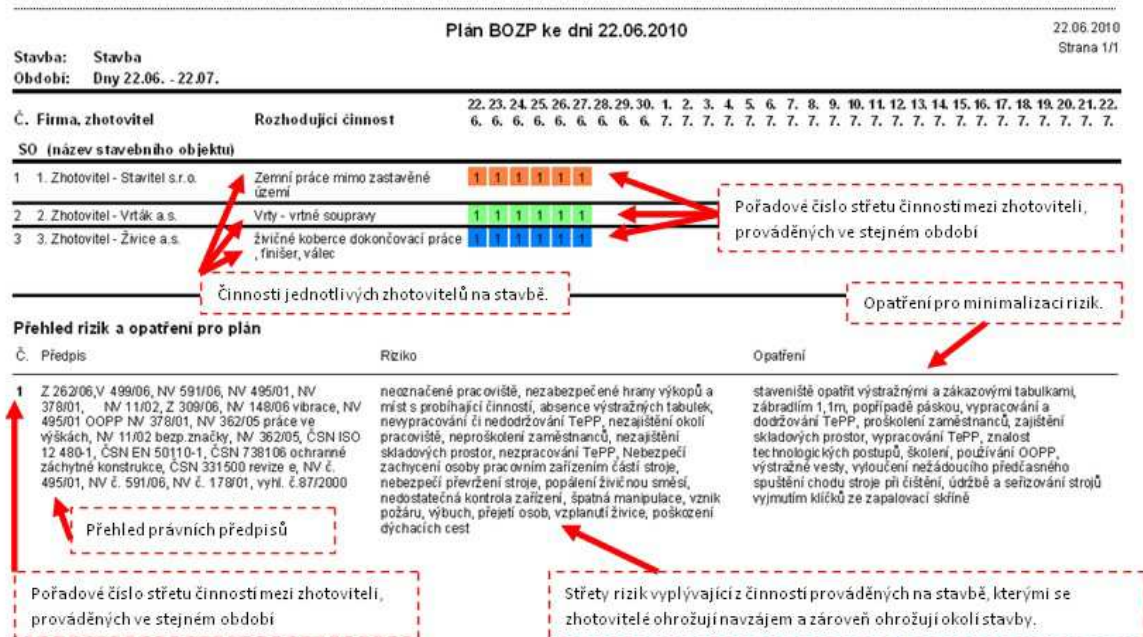 Plán BOZP ke dni 22.06.2010
22.06.2010
Strana 1/1
Stavba: Stavba
Období: Dny 22.06. - 22.07.
22. 23. 24. 25. 26. 27. 28. 29. 30. 1. 2. 3. 4. 5. 6. 7. 8. 9. 10. 11. 12. 13. 14. 15. 16. 17. 18. 19. 20. 21. 22.
Č. Firma, zhotovitel Rozhodující činnost 6. 6. 6. 6. 6. 6. 6. 6. 6. 7. 7. 7. 7. 7. 7. 7. 7. 7. 7. 7. 7. 7. 7. 7. 7. 7. 7. 7. 7. 7. 7.
SO (název stavebního objektu)
1 1. Zhotovitel - Stavitel s.r.o. Zemní práce mimo zastavěné 1 1 1 1 1 1
území
2 2. Zhotovitel - Vrták a.s. Vrty - vrtné soupravy 1 1 1 1 1 1
3 3. Zhotovitel - Živice a.s. živičné koberce dokončovací práce 1 1 1 1 1 1
, finišer, válec
Pořadové číslo střetu činností mezi zhotoviteli,
prováděných ve stejném období
Činnosti jednotlivých zhotovitelů na stavbě.
Opatření pro minimalizaci rizik.
Přehled rizik a opatření pro plán
Č. Předpis Riziko Opatření
1 Z 262/06,V 499/06, NV 591/06, NV 495/01, NV
378/01, NV 11/02, Z 309/06, NV 148/06 vibrace, NV
495/01 OOPP NV 378/01, NV 362/05 práce ve
výškách, NV 11/02 bezp.značky, NV 362/05, ČSN ISO
12 480-1, ČSN EN 50110-1, ČSN 738106 ochranné
záchytné konstrukce, ČSN 331500 revize e, NV č.
495/01, NV č. 591/06, NV č. 178/01, vyhl. č.87/2000
neoznačené pracoviště, nezabezpečené hrany výkopů a
míst s probíhající činností, absence výstražných tabulek,
nevypracování či nedodržování TePP, nezajištění okolí
pracoviště, neproškolení zaměstnanců, nezajištění
skladových prostor, nezpracování TePP, Nebezpečí
zachycení osoby pracovním zařízením částí stroje,
nebezpečí převržení stroje, popálení živičnou směsí,
nedostatečná kontrola zařízení, špatná manipulace, vznik
požáru, výbuch, přejetí osob, vzplanutí živice, poškození
dýchacích cest
staveniště opatřit výstražnými a zákazovými tabulkami,
zábradlím 1,1m, popřípadě páskou, vypracování a
dodržování TePP, proškolení zaměstnanců, zajištění
skladových prostor, vypracování TePP, znalost
technologických postupů, školení, používání OOPP,
výstražné vesty, vyloučení nežádoucího předčasného
spuštění chodu stroje při čištění, údržbě a seřizování strojů
vyjmutím klíčků ze zapalovací skříně
Přehled právních předpisů
Pořadové číslo střetu činností mezi zhotoviteli,
prováděných ve stejném období
Střety rizik vyplývající z činností prováděných na stavbě, kterými se
zhotovitelé ohrožují navzájem a zároveň ohrožují okolí stavby.